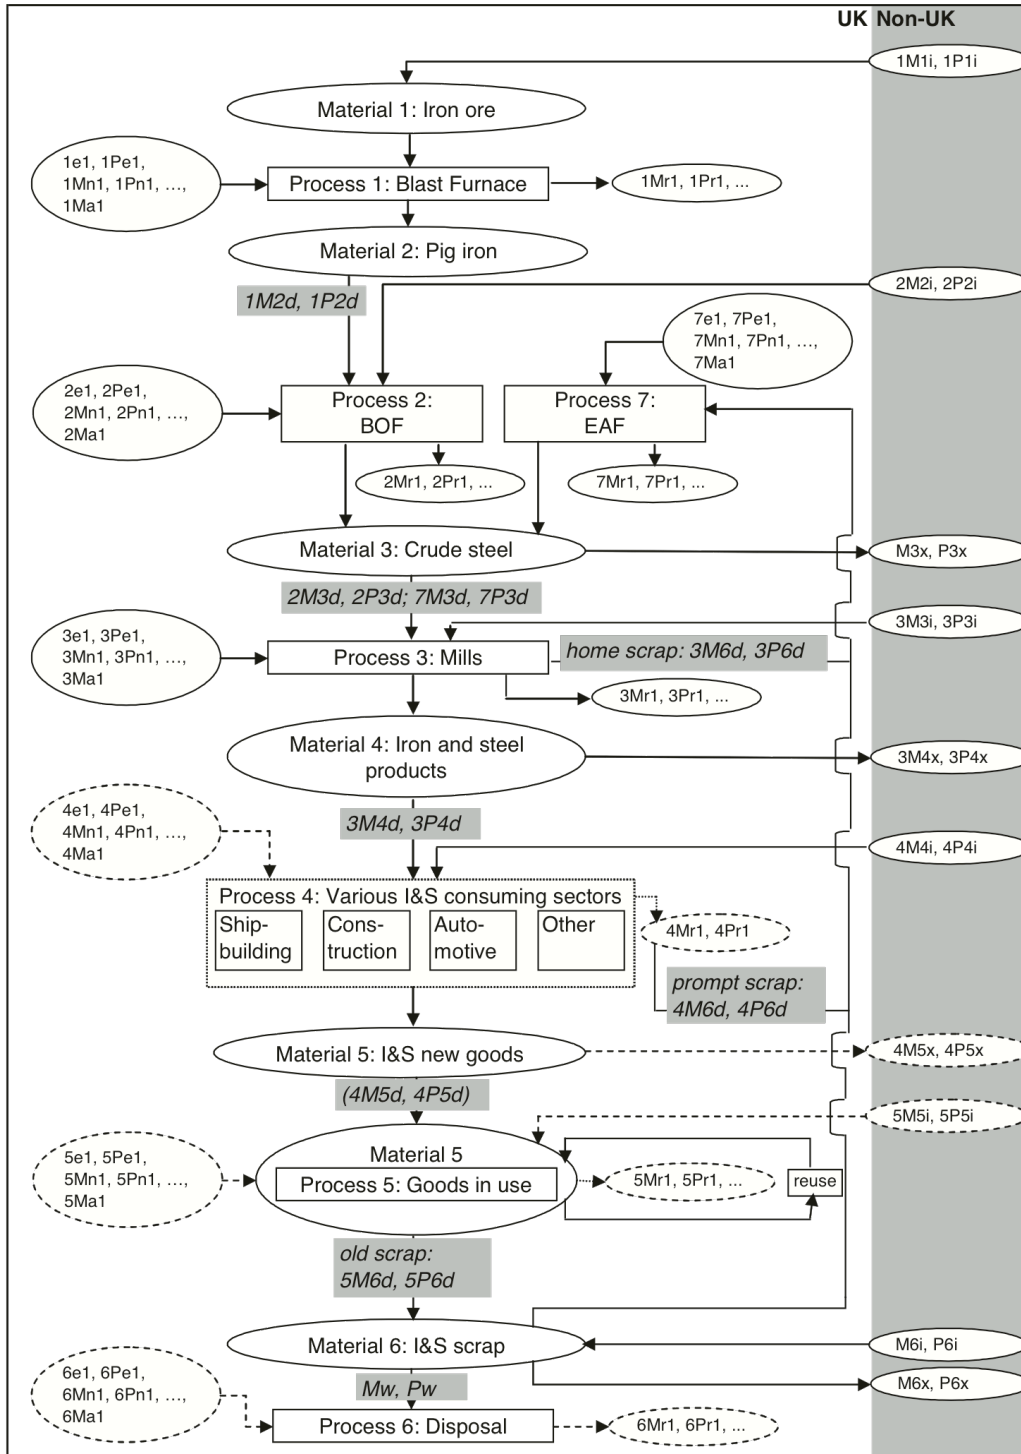 UK Non-UK
1M1i, 1P1i
Material 1: Iron ore
1e1, 1Pe1,
1Mn1, 1Pn1, ...,
1Ma1
Process 1: Blast Furnace
1Mr1, 1Pr1, ...
Material 2: Pig iron
1M2d, 1P2d
2M2i, 2P2i
7e1, 7Pe1,
7Mn1, 7Pn1, ...,
7Ma1
2e1, 2Pe1,
2Mn1, 2Pn1, ...,
2Ma1
Process 2:
BOF
Process 7:
EAF
2Mr1, 2Pr1, ...
7Mr1, 7Pr1, ...
Material 3: Crude steel
M3x, P3x
2M3d, 2P3d; 7M3d, 7P3d
3M3i, 3P3i
3e1, 3Pe1,
3Mn1, 3Pn1, ...,
3Ma1
Process 3: Mills
home scrap: 3M6d, 3P6d
3Mr1, 3Pr1, ...
Material 4: Iron and steel
products
3M4x, 3P4x
4e1, 4Pe1,
4Mn1, 4Pn1, ...,
4Ma1
3M4d, 3P4d
4M4i, 4P4i
Process 4: Various I&S consuming sectors
Ship-
building
Cons-
truction
Auto-
motive
Other
4Mr1, 4Pr1
prompt scrap:
4M6d, 4P6d
Material 5: I&S new goods
4M5x, 4P5x
(4M5d, 4P5d)
5M5i, 5P5i
5e1, 5Pe1,
5Mn1, 5Pn1, ...,
5Ma1
Material 5
Process 5: Goods in use
5Mr1, 5Pr1, ...
reuse
old scrap:
5M6d, 5P6d
Material 6: I&S scrap
M6i, P6i
M6x, P6x
6e1, 6Pe1,
6Mn1, 6Pn1, ...,
6Ma1
Mw, Pw
Process 6: Disposal
6Mr1, 6Pr1, ...